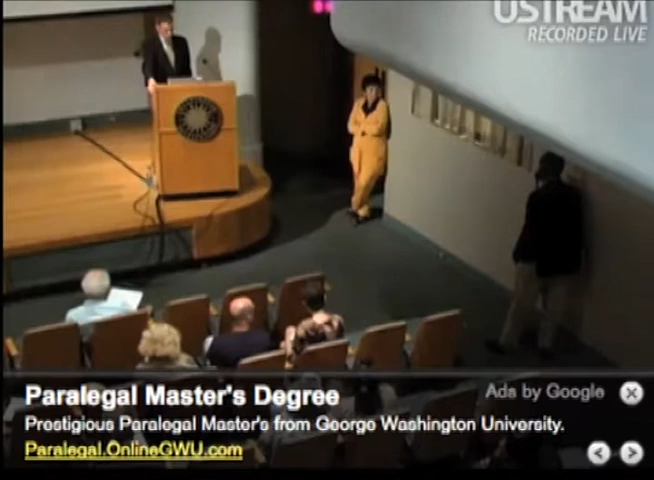 USTREAM
RECORDED LIVE
Paralegal Master's Degree
Ads by Google
Prestigious Paralegal Master's from George Washington University.
Paralegal.OnlineGWU.com